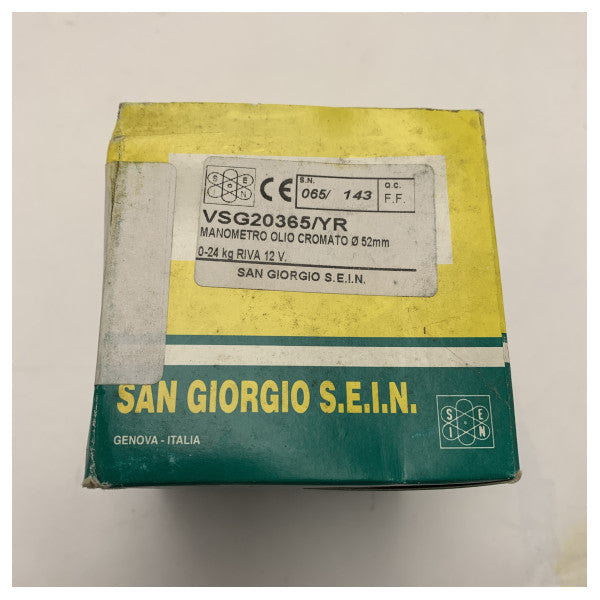 S E
I N
CE
S.N.
065/ 143
Q.C.
F.F.
VSG20365/YR
MANOMETRO OLIO CROMATO Ø 52mm
0-24 kg RIVA 12 V.
SAN GIORGIO S.E.I.N.
SAN GIORGIO S.E.I.N.
GENOVA - ITALIA
S E
I N